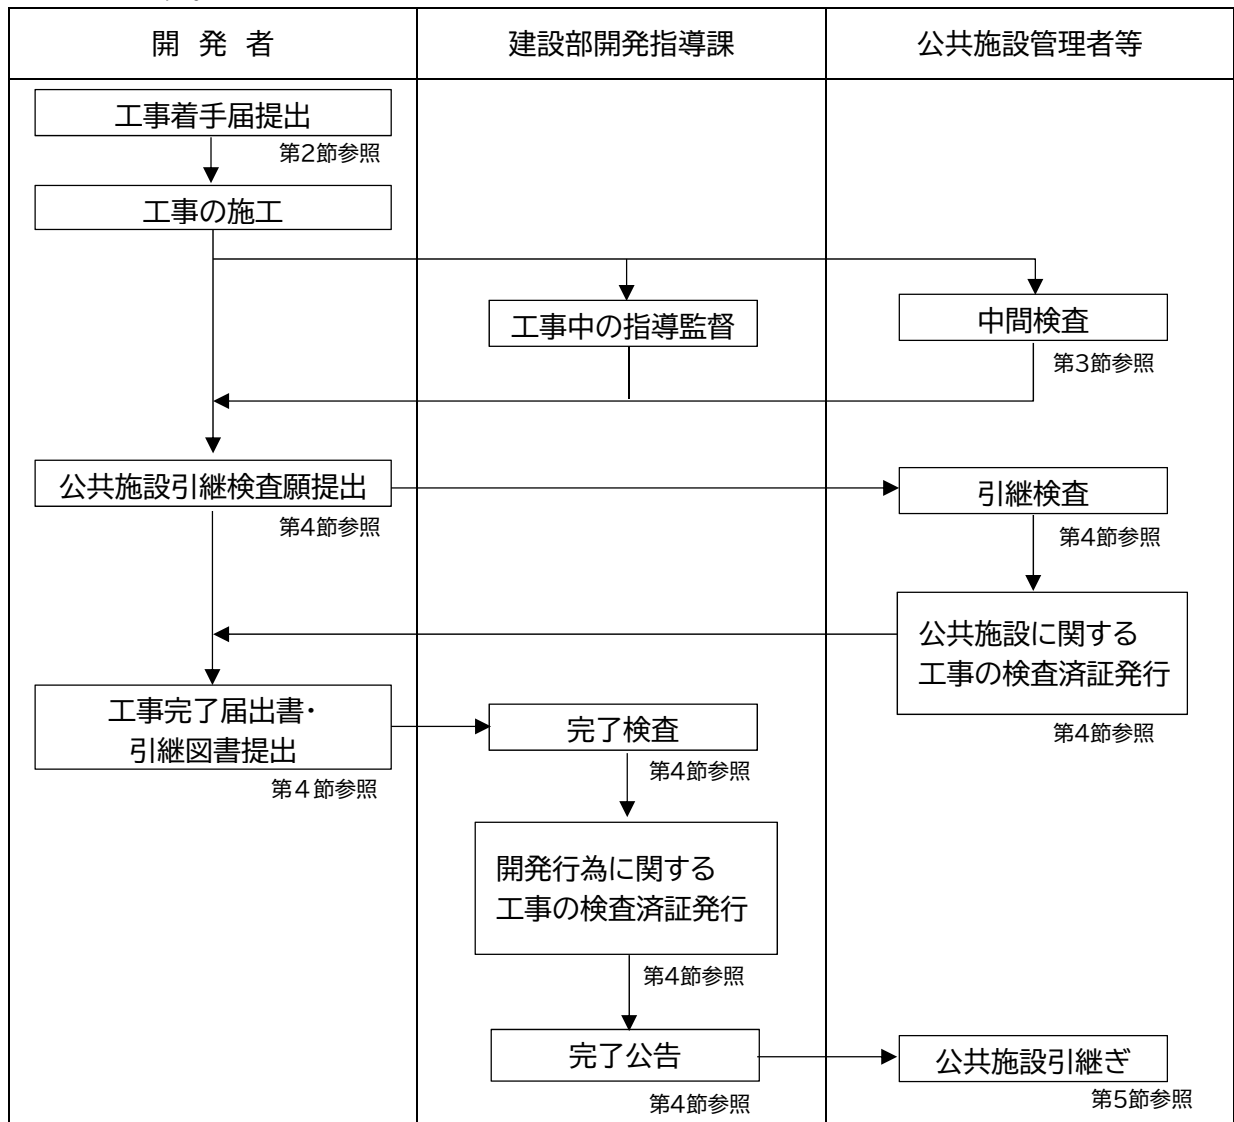 開 発 者
建設部開発指導課
公共施設管理者等
工事着手届提出
第2節参照
工事の施工
工事中の指導監督
中間検査
第3節参照
公共施設引継検査願提出
第4節参照
引継検査
第4節参照
公共施設に関する
工事の検査済証発行
第4節参照
工事完了届出書・
引継図書提出
第４節参照
完了検査
第4節参照
開発行為に関する
工事の検査済証発行
第4節参照
完了公告
第4節参照
公共施設引継ぎ
第5節参照